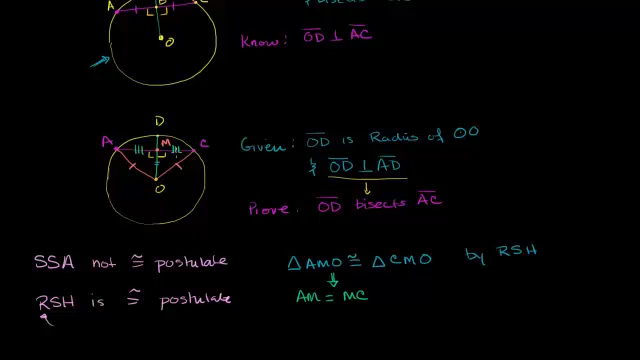 A
O
Know: OD ⊥ AC
D
A M C
O
Given: OD is Radius of ⊙O
& OD ⊥ AD
Prove: OD bisects AC
SSA not ≅ postulate
△AMO ≅ △CMO by RSH
RSH is ≅ postulate
AM = MC